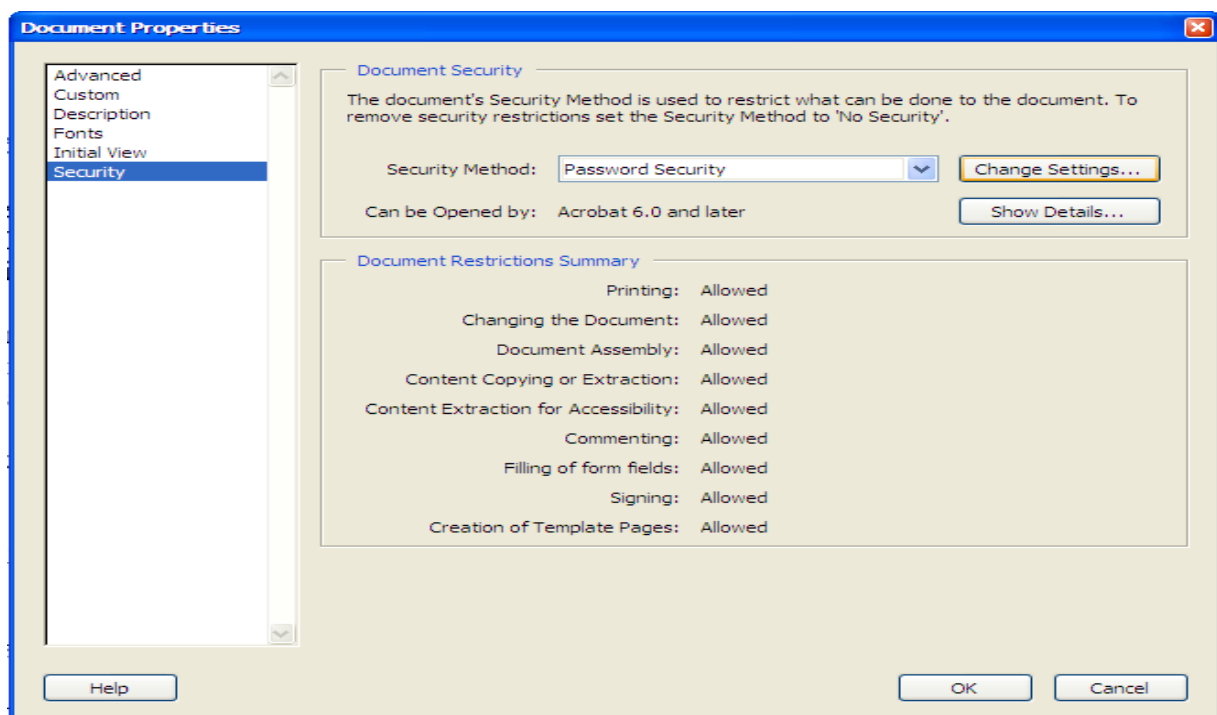 Document Properties
Advanced
Custom
Description
Fonts
Initial View
Security
Document Security
The document's Security Method is used to restrict what can be done to the document. To
remove security restrictions set the Security Method to 'No Security'.
Security Method: Password Security Change Settings...
Can be Opened by: Acrobat 6.0 and later Show Details...
Document Restrictions Summary
Printing: Allowed
Changing the Document: Allowed
Document Assembly: Allowed
Content Copying or Extraction: Allowed
Content Extraction for Accessibility: Allowed
Commenting: Allowed
Filling of form fields: Allowed
Signing: Allowed
Creation of Template Pages: Allowed
Help OK Cancel